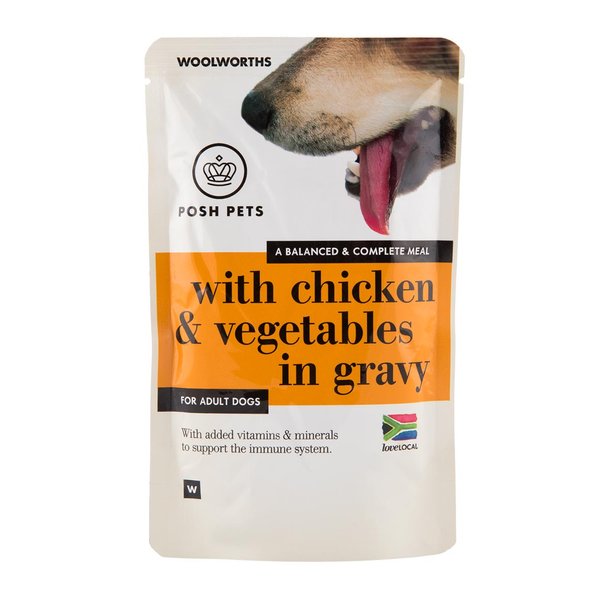 WOOLWORTHS
POSH PETS
A BALANCED & COMPLETE MEAL
with chicken
& vegetables
in gravy
FOR ADULT DOGS
With added vitamins & minerals
to support the immune system.
loveLOCAL
W